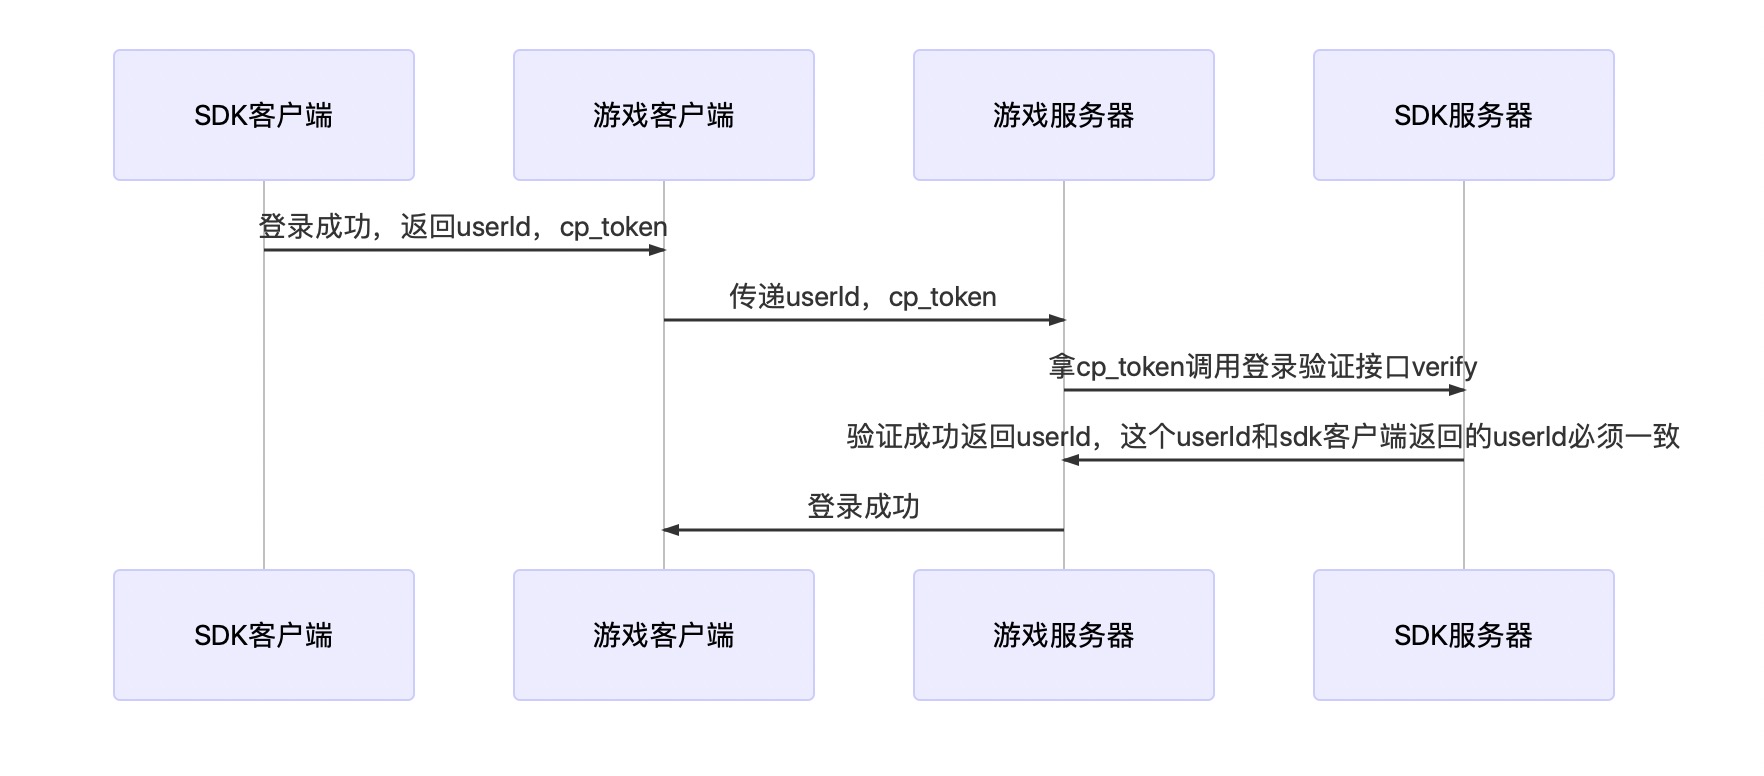 SDK客户端
游戏客户端
游戏服务器
SDK服务器
登录成功，返回userId，cp_token
传递userId，cp_token
拿cp_token调用登录验证接口verify
验证成功返回userId，这个userId和sdk客户端返回的userId必须一致
登录成功
SDK客户端
游戏客户端
游戏服务器
SDK服务器